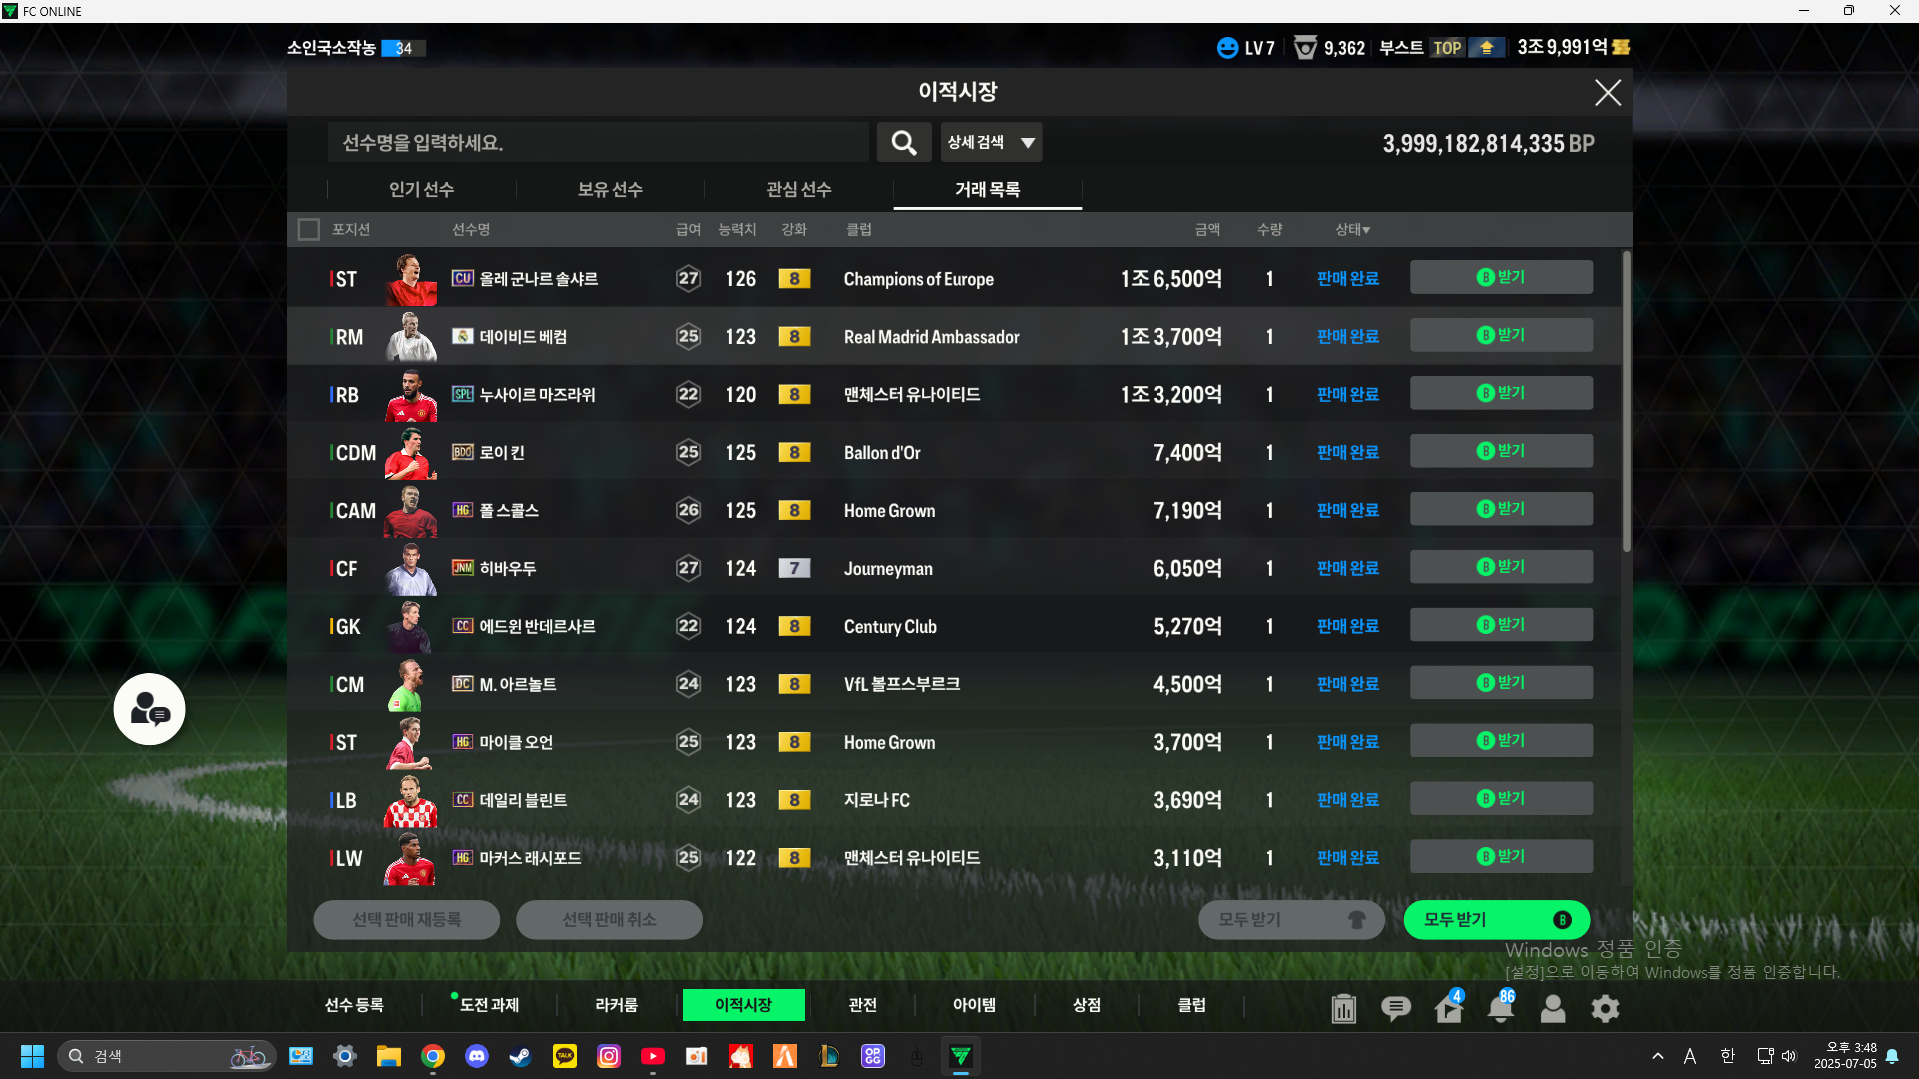 FC ONLINE
소인국소작농 34
LV 7 9,362 부스트 TOP 3조 9,991억
이적시장
선수명을 입력하세요.
상세 검색
3,999,182,814,335 BP
인기 선수 보유 선수 관심 선수 거래 목록
포지션 선수명 급여 능력치 강화 클럽 금액 수량 상태▼
ST CU 올레 군나르 솔샤르 27 126 8 Champions of Europe 1조 6,500억 1 판매 완료 B 받기
RM 데이비드 베컴 25 123 8 Real Madrid Ambassador 1조 3,700억 1 판매 완료 B 받기
RB SPL 누사이르 마즈라위 22 120 8 맨체스터 유나이티드 1조 3,200억 1 판매 완료 B 받기
CDM BDO 로이 킨 25 125 8 Ballon d'Or 7,400억 1 판매 완료 B 받기
CAM HG 폴 스콜스 26 125 8 Home Grown 7,190억 1 판매 완료 B 받기
CF JNM 히바우두 27 124 7 Journeyman 6,050억 1 판매 완료 B 받기
GK CC 에드윈 반데르사르 22 124 8 Century Club 5,270억 1 판매 완료 B 받기
CM DC M. 아르놀트 24 123 8 VfL 볼프스부르크 4,500억 1 판매 완료 B 받기
ST HG 마이클 오언 25 123 8 Home Grown 3,700억 1 판매 완료 B 받기
LB CC 데일리 블린트 24 123 8 지로나 FC 3,690억 1 판매 완료 B 받기
LW HG 마커스 래시포드 25 122 8 맨체스터 유나이티드 3,110억 1 판매 완료 B 받기
선택 판매 재등록 선택 판매 취소 모두 받기 모두 받기 B
Windows 정품 인증
[설정]으로 이동하여 Windows를 정품 인증합니다.
선수 등록 도전 과제 라커룸 이적시장 관전 아이템 상점 클럽 4 86
검색 TALK OP.GG A 한 오후 3:48
2025-07-05